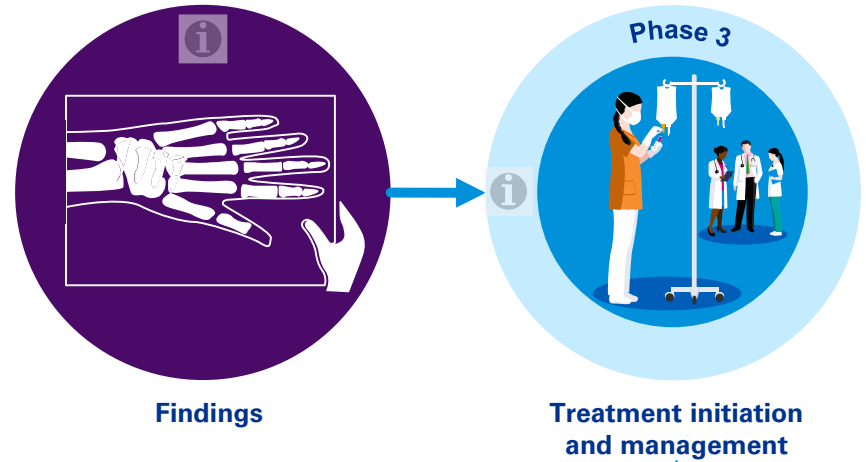 Phase 3
Findings
Treatment initiation
and management